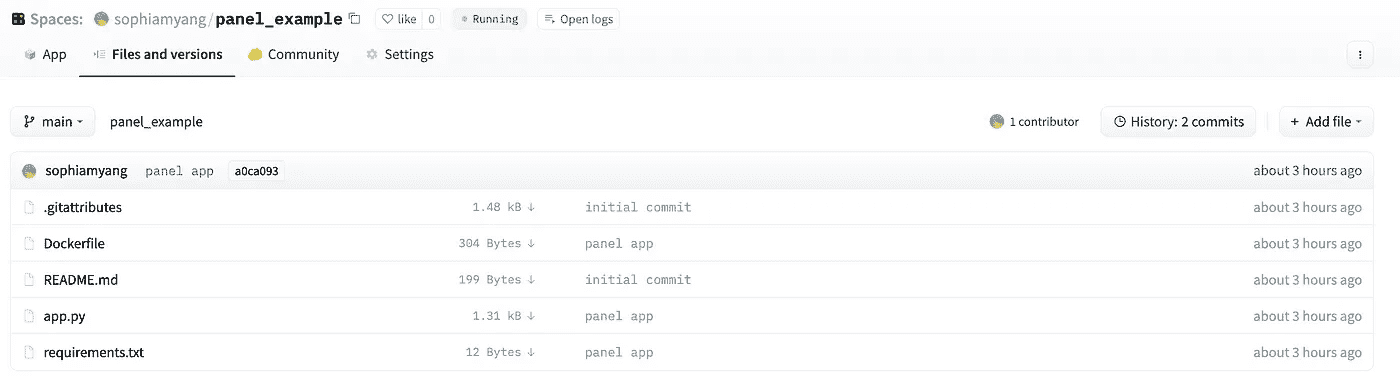 Spaces: sophiamyang/panel_example like 0 Running Open logs
App Files and versions Community Settings
main panel_example 1 contributor History: 2 commits + Add file
sophiamyang panel app a0ca093 about 3 hours ago
.gitattributes 1.48 kB ↓ initial commit about 3 hours ago
Dockerfile 304 Bytes ↓ panel app about 3 hours ago
README.md 199 Bytes ↓ initial commit about 3 hours ago
app.py 1.31 kB ↓ panel app about 3 hours ago
requirements.txt 12 Bytes ↓ panel app about 3 hours ago